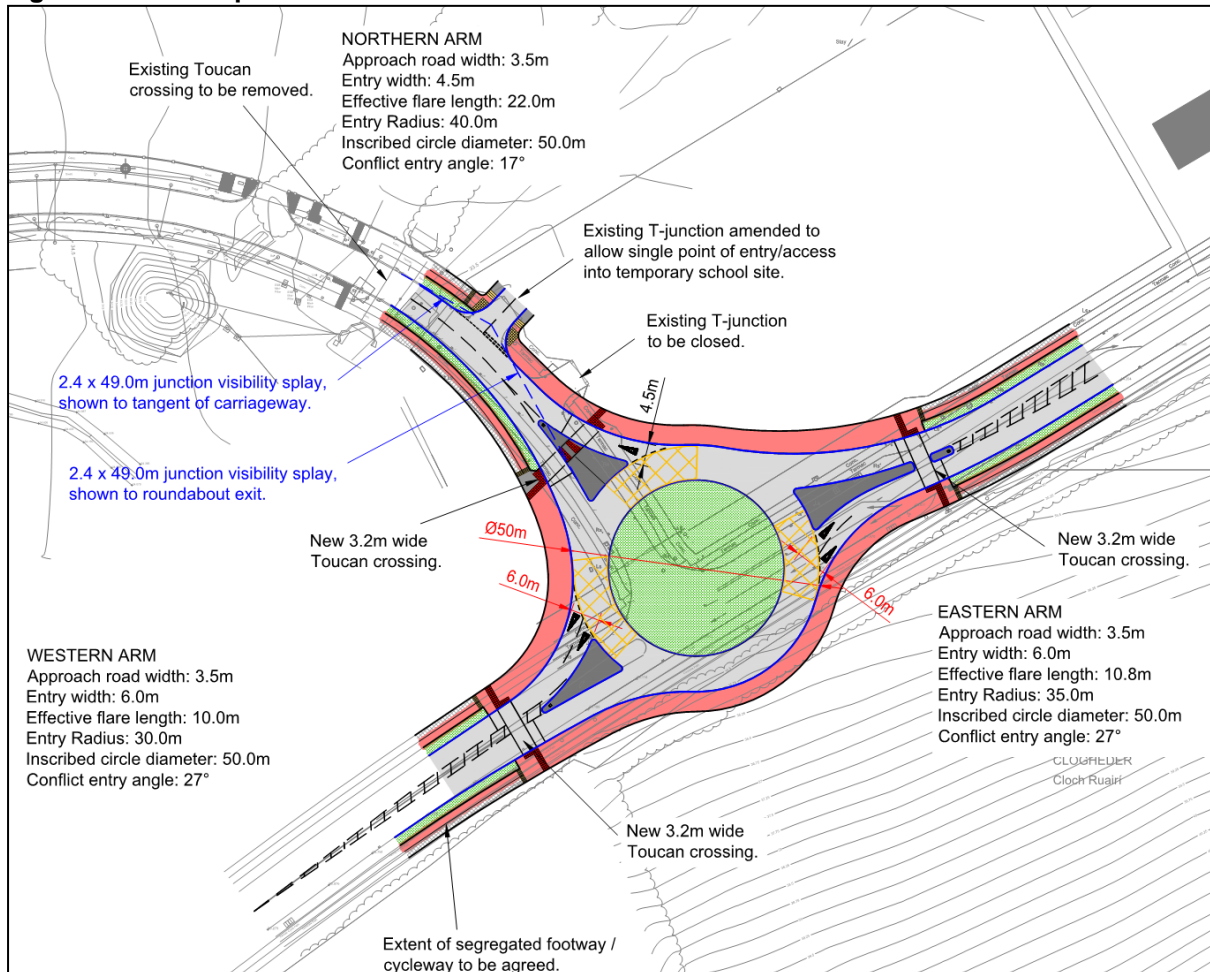 NORTHERN ARM
Approach road width: 3.5m
Entry width: 4.5m
Effective flare length: 22.0m
Entry Radius: 40.0m
Inscribed circle diameter: 50.0m
Conflict entry angle: 17°
Existing Toucan
crossing to be removed.
Existing T-junction amended to
allow single point of entry/access
into temporary school site.
Existing T-junction
to be closed.
2.4 x 49.0m junction visibility splay,
shown to tangent of carriageway.
4.5m
2.4 x 49.0m junction visibility splay,
shown to roundabout exit.
New 3.2m wide
Toucan crossing.
Ø50m
6.0m
6.0m
New 3.2m wide
Toucan crossing.
EASTERN ARM
Approach road width: 3.5m
Entry width: 6.0m
Effective flare length: 10.8m
Entry Radius: 35.0m
Inscribed circle diameter: 50.0m
Conflict entry angle: 27°
CLOGHEDER
Cloch Ruairí
WESTERN ARM
Approach road width: 3.5m
Entry width: 6.0m
Effective flare length: 10.0m
Entry Radius: 30.0m
Inscribed circle diameter: 50.0m
Conflict entry angle: 27°
New 3.2m wide
Toucan crossing.
Extent of segregated footway /
cycleway to be agreed.